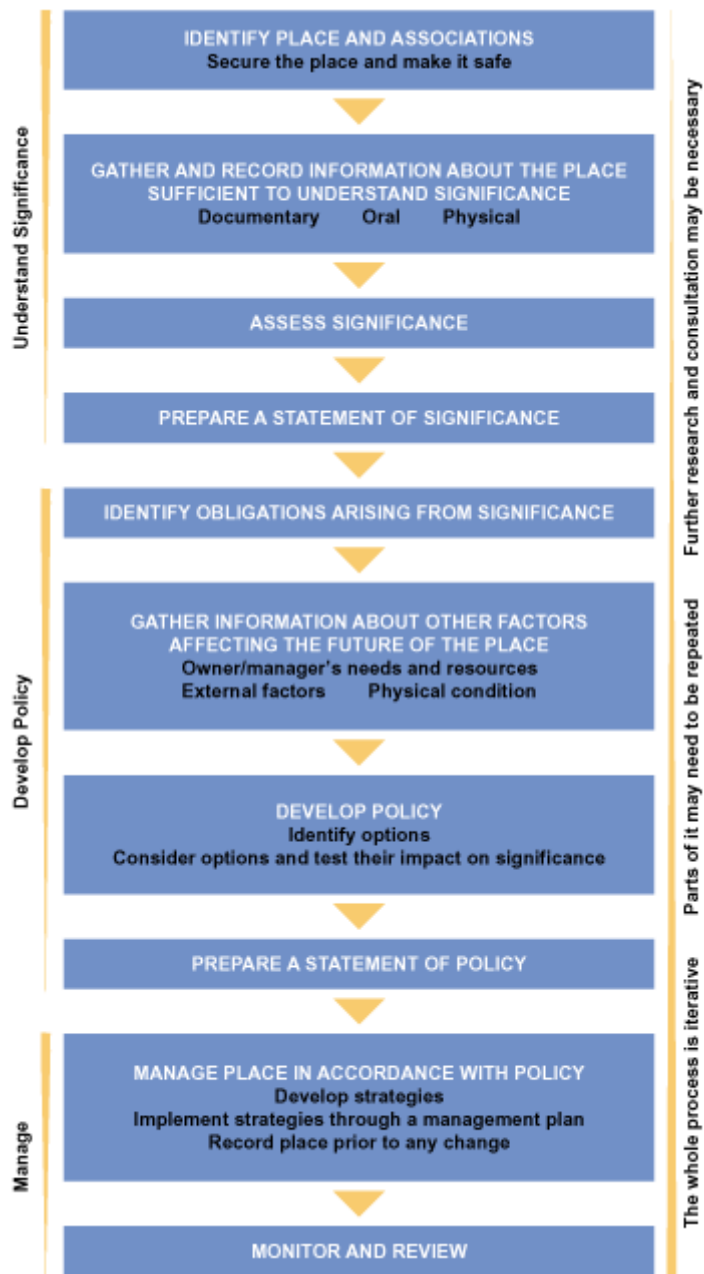 Understand Significance
IDENTIFY PLACE AND ASSOCIATIONS
Secure the place and make it safe
GATHER AND RECORD INFORMATION ABOUT THE PLACE
SUFFICIENT TO UNDERSTAND SIGNIFICANCE
Documentary Oral Physical
ASSESS SIGNIFICANCE
PREPARE A STATEMENT OF SIGNIFICANCE
Develop Policy
IDENTIFY OBLIGATIONS ARISING FROM SIGNIFICANCE
GATHER INFORMATION ABOUT OTHER FACTORS
AFFECTING THE FUTURE OF THE PLACE
Owner/manager's needs and resources
External factors Physical condition
DEVELOP POLICY
Identify options
Consider options and test their impact on significance
PREPARE A STATEMENT OF POLICY
Manage
MANAGE PLACE IN ACCORDANCE WITH POLICY
Develop strategies
Implement strategies through a management plan
Record place prior to any change
MONITOR AND REVIEW
The whole process is iterative
Parts of it may need to be repeated
Further research and consultation may be necessary